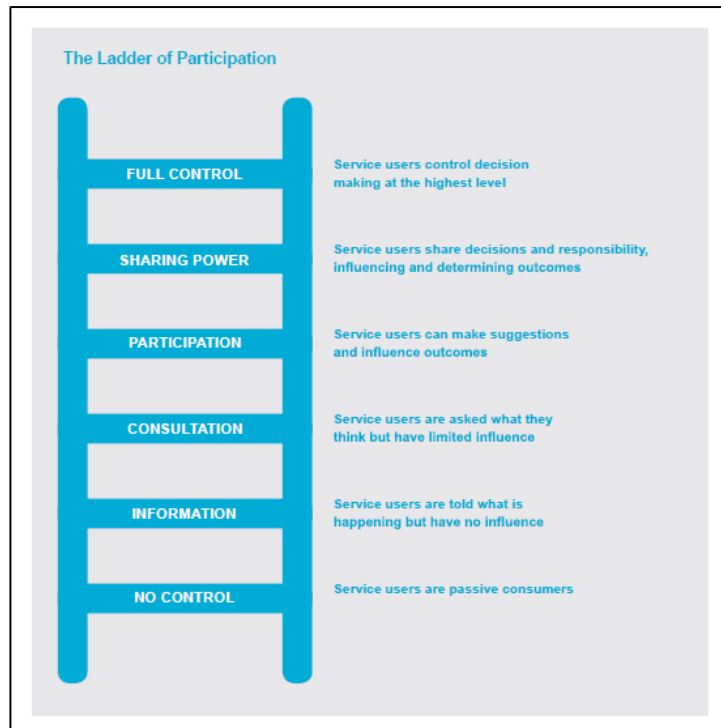 The Ladder of Participation
FULL CONTROL
Service users control decision
making at the highest level
SHARING POWER
Service users share decisions and responsibility,
influencing and determining outcomes
PARTICIPATION
Service users can make suggestions
and influence outcomes
CONSULTATION
Service users are asked what they
think but have limited influence
INFORMATION
Service users are told what is
happening but have no influence
NO CONTROL
Service users are passive consumers